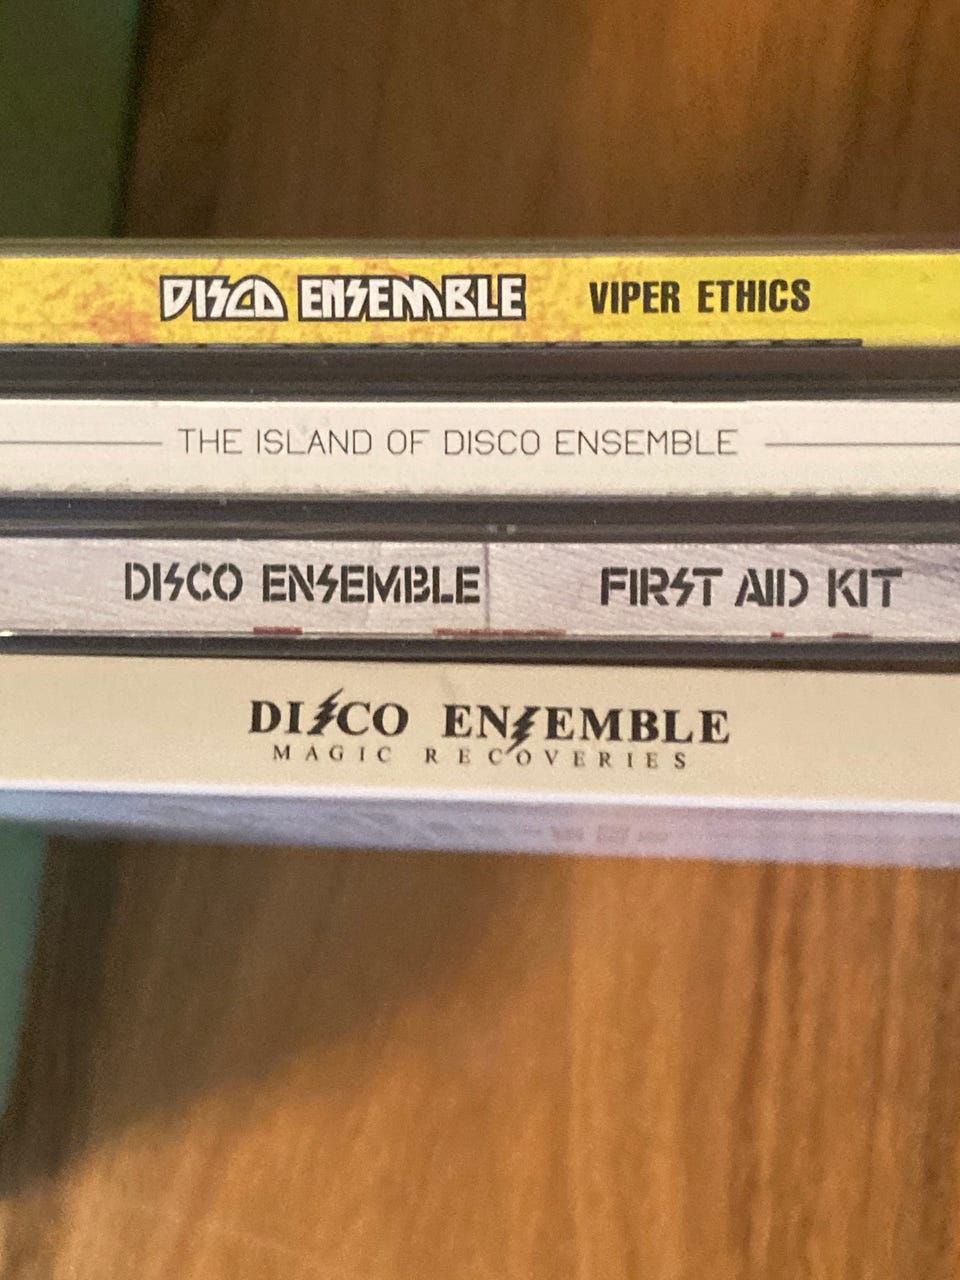 DISCO ENSEMBLE VIPER ETHICS
THE ISLAND OF DISCO ENSEMBLE
DISCO ENSEMBLE FIRST AID KIT
DISCO ENSEMBLE
MAGIC RECOVERIES